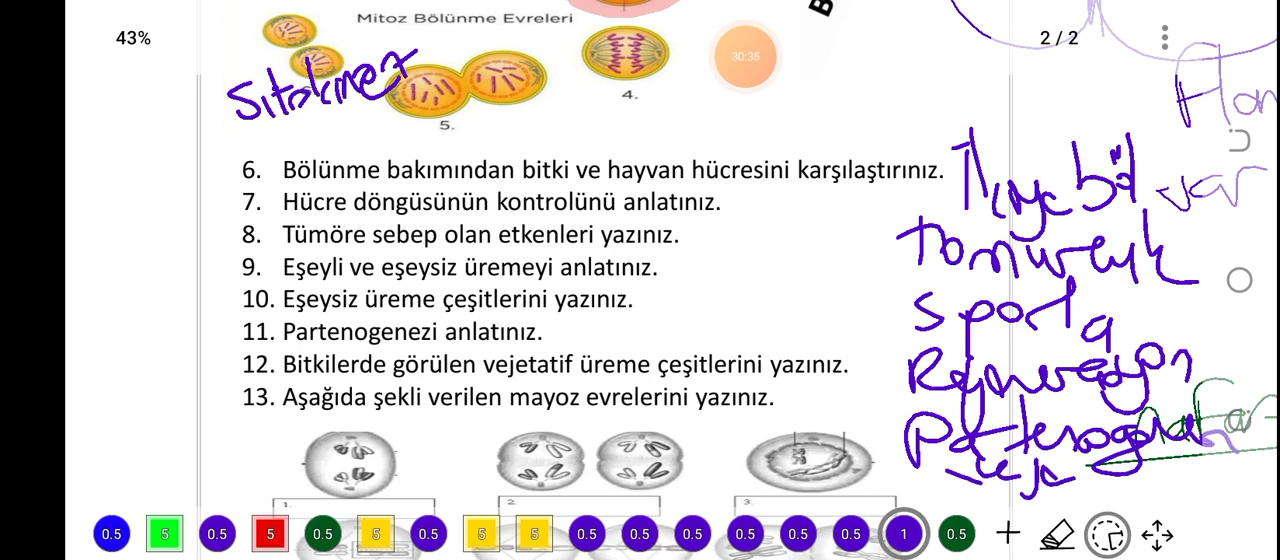 Mitoz Bölünme Evreleri
43%
2 / 2
30:35
B
Sitokinez
4.
5.
6. Bölünme bakımından bitki ve hayvan hücresini karşılaştırınız.
7. Hücre döngüsünün kontrolünü anlatınız.
8. Tümöre sebep olan etkenleri yazınız.
9. Eşeyli ve eşeysiz üremeyi anlatınız.
10. Eşeysiz üreme çeşitlerini yazınız.
11. Partenogenezi anlatınız.
12. Bitkilerde görülen vejetatif üreme çeşitlerini yazınız.
13. Aşağıda şekli verilen mayoz evrelerini yazınız.
var
tomurcuk
sporla
1.
2.
3.
0.5 5 0.5 5 0.5 5 0.5 5 5 0.5 0.5 0.5 0.5 0.5 0.5 1 0.5